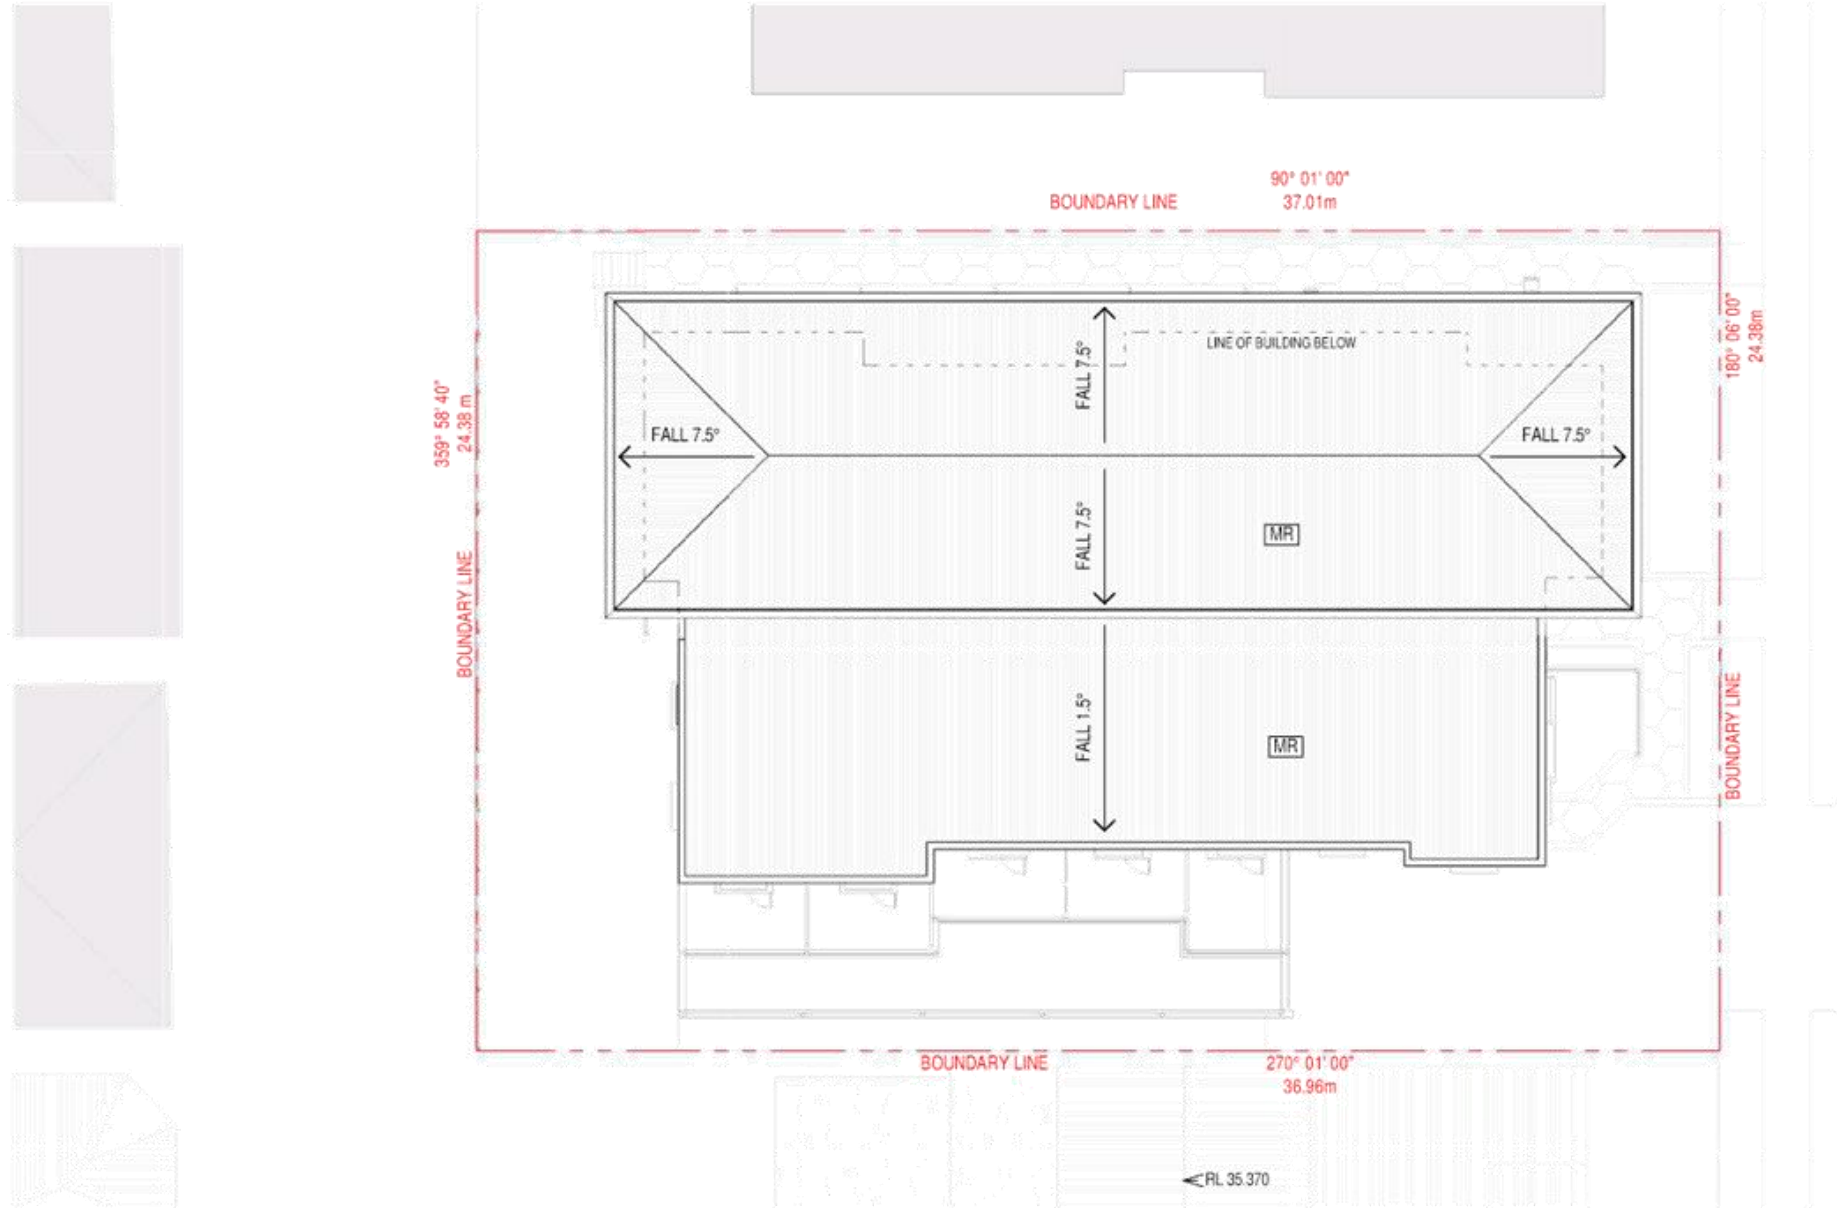 90° 01' 00"
BOUNDARY LINE
37.01m
180° 06' 00"
24.38m
LINE OF BUILDING BELOW
FALL 7.5°
359° 58' 40"
24.38 m
FALL 7.5°
FALL 7.5°
FALL 7.5°
MR
BOUNDARY LINE
FALL 1.5°
MR
BOUNDARY LINE
BOUNDARY LINE
270° 01' 00"
36.96m
RL 35.370